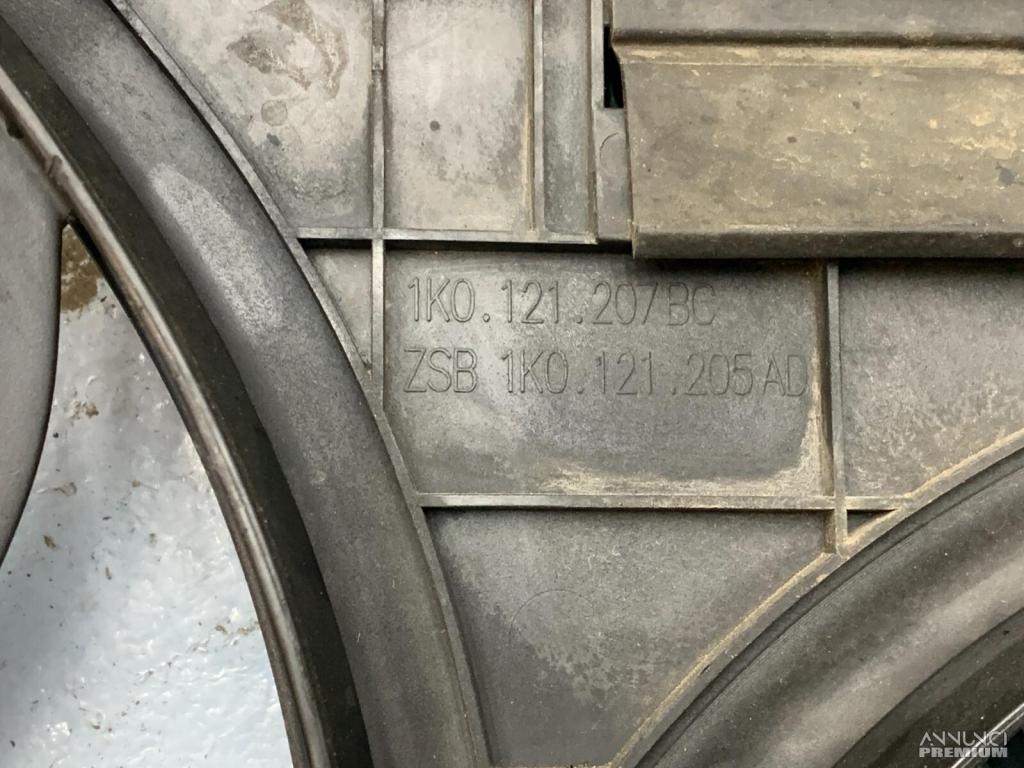 1K0.121.207BC
ZSB 1K0.121.205AD
ANNUNCI
PREMIUM